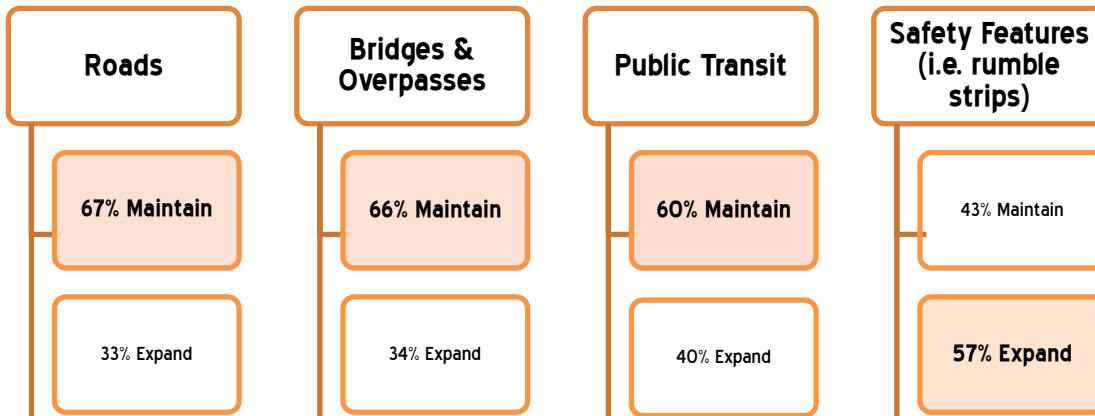 Roads
67% Maintain
33% Expand
Bridges &
Overpasses
66% Maintain
34% Expand
Public Transit
60% Maintain
40% Expand
Safety Features
(i.e. rumble
strips)
43% Maintain
57% Expand